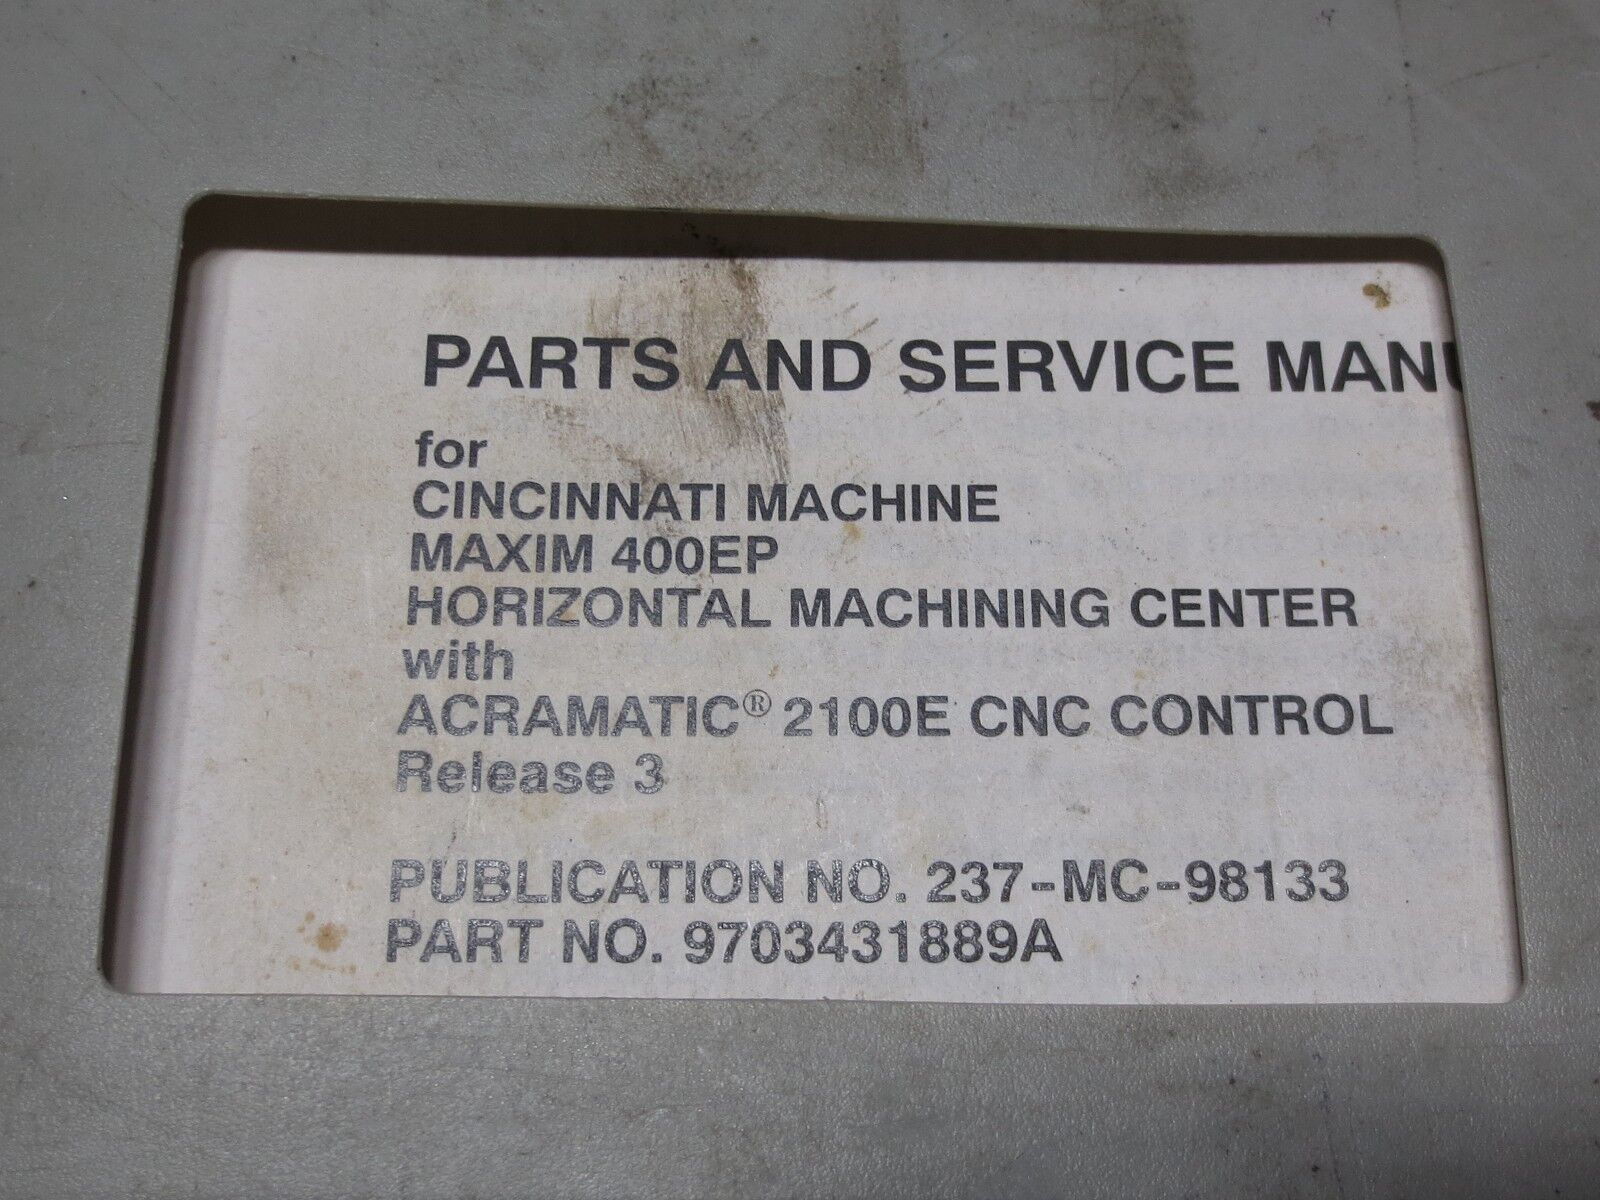 PARTS AND SERVICE MANU
for
CINCINNATI MACHINE
MAXIM 400EP
HORIZONTAL MACHINING CENTER
with
ACRAMATIC® 2100E CNC CONTROL
Release 3
PUBLICATION NO. 237-MC-98133
PART NO. 9703431889A